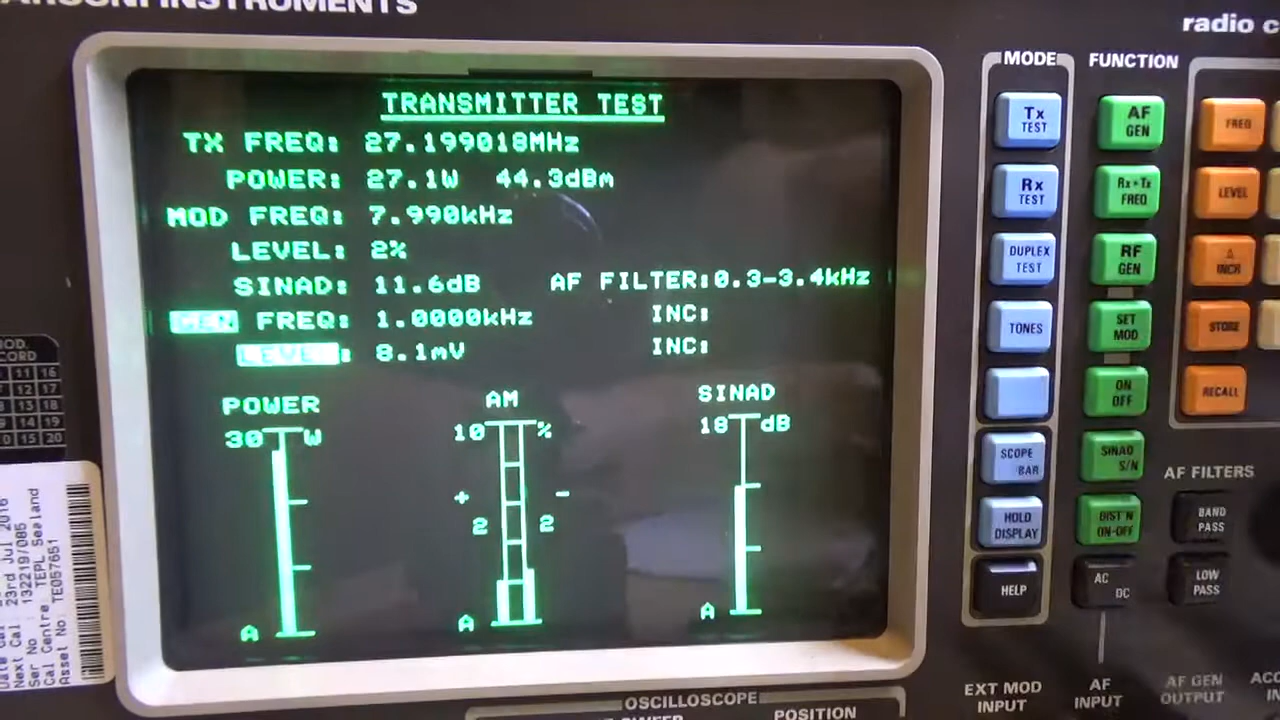 INSTRUMENTS
radio
TRANSMITTER TEST
TX FREQ: 27.199018MHz
POWER: 27.1W 44.3dBm
MOD FREQ: 7.990kHz
LEVEL: 2%
SINAD: 11.6dB AF FILTER:0.3-3.4kHz
GEN FREQ: 1.0000kHz INC:
LEVEL: 8.1mV INC:
POWER
30 W
A
AM
10 %
+ -
2 2
A
SINAD
18 dB
A
MODE
Tx TEST
Rx TEST
DUPLEX TEST
TONES
SCOPE BAR
HOLD DISPLAY
HELP
FUNCTION
AF GEN
Rx=Tx FREQ
RF GEN
SET MOD
ON OFF
SINAD S/N
DIST'N ON-OFF
AC DC
FREQ
LEVEL
Δ INCR
STORE
RECALL
AF FILTERS
BAND PASS
LOW PASS
EXT MOD INPUT
AF INPUT
AF GEN OUTPUT
OSCILLOSCOPE
POSITION
11 16
12 17
13 18
14 19
15 20
23rd Jul 2016
Next Cal
Ser No : 132219/085
Cal Centre : TEPL Sealand
Asset No : TE057651